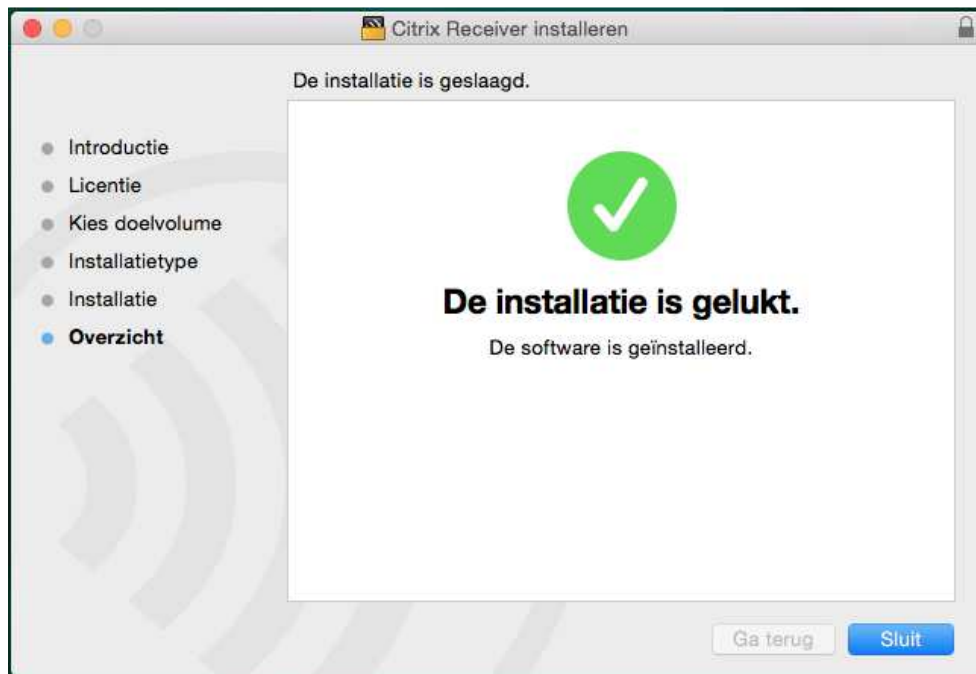 Citrix Receiver installeren
De installatie is geslaagd.
Introductie
Licentie
Kies doelvolume
Installatietype
Installatie
Overzicht
De installatie is gelukt.
De software is geïnstalleerd.
Ga terug
Sluit